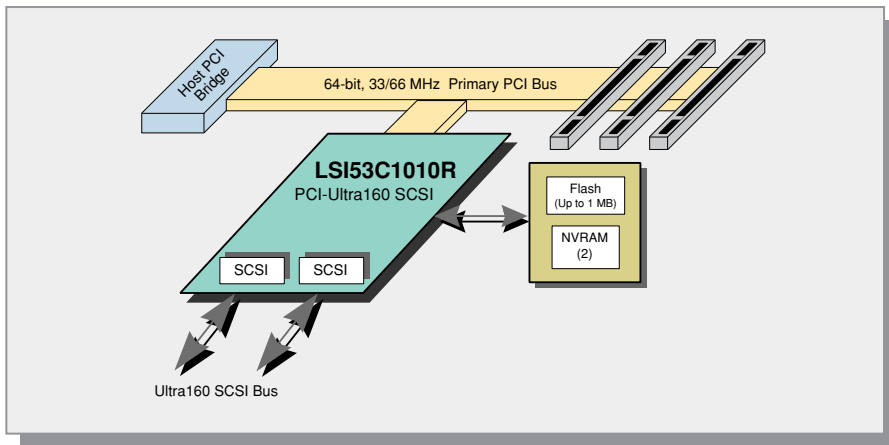 Host PCI
Bridge
64-bit, 33/66 MHz Primary PCI Bus
LSI53C1010R
PCI-Ultra160 SCSI
Flash
(Up to 1 MB)
NVRAM
(2)
SCSI
SCSI
Ultra160 SCSI Bus